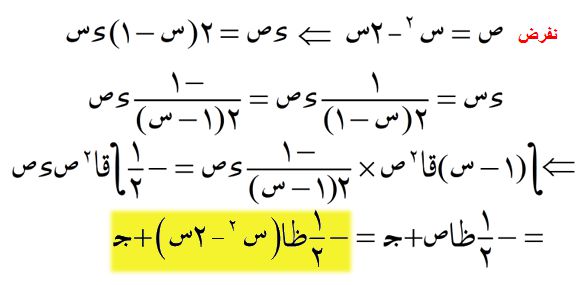 نفرض ص = س٢ - ٢س ⇐ ءص = ٢(س - ١)ءس
ءس = ١/٢(س - ١) ءص = -١/٢(١ - س) ءص
⇐ ∫(١ - س)قا٢ص × -١/٢(١ - س) ءص = -١/٢ ∫قا٢ص ءص
= -١/٢ ظاص + جـ = -١/٢ ظا(س٢ - ٢س) + جـ